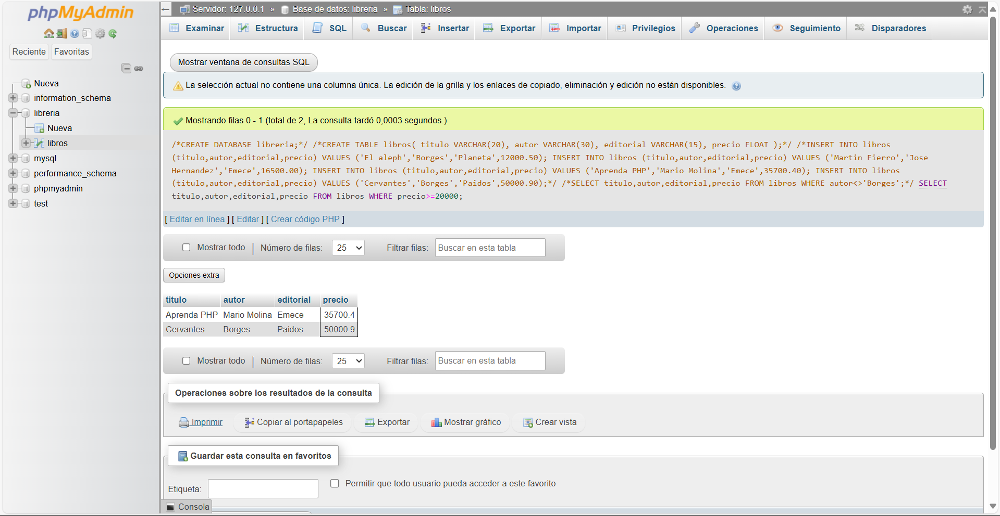 phpMyAdmin
Reciente Favoritas
Nueva
information_schema
libreria
Nueva
libros
mysql
performance_schema
phpmyadmin
test
Servidor: 127.0.0.1 » Base de datos: libreria » Tabla: libros
Examinar Estructura SQL Buscar Insertar Exportar Importar Privilegios Operaciones Seguimiento Disparadores
Mostrar ventana de consultas SQL
La selección actual no contiene una columna única. La edición de la grilla y los enlaces de copiado, eliminación y edición no están disponibles.
Mostrando filas 0 - 1 (total de 2, La consulta tardó 0,0003 segundos.)
/*CREATE DATABASE libreria;*/ /*CREATE TABLE libros( titulo VARCHAR(20), autor VARCHAR(30), editorial VARCHAR(15), precio FLOAT );*/ /*INSERT INTO libros
(titulo,autor,editorial,precio) VALUES ('El aleph','Borges','Planeta',12000.50); INSERT INTO libros (titulo,autor,editorial,precio) VALUES ('Martin Fierro','Jose
Hernandez','Emece',16500.00); INSERT INTO libros (titulo,autor,editorial,precio) VALUES ('Aprenda PHP','Mario Molina','Emece',35700.40); INSERT INTO libros
(titulo,autor,editorial,precio) VALUES ('Cervantes','Borges','Paidos',50000.90);*/ /*SELECT titulo,autor,editorial,precio FROM libros WHERE autor<>'Borges';*/ SELECT
titulo,autor,editorial,precio FROM libros WHERE precio>=20000;
[ Editar en línea ] [ Editar ] [ Crear código PHP ]
Mostrar todo Número de filas: 25 Filtrar filas: Buscar en esta tabla
Opciones extra
titulo autor editorial precio
Aprenda PHP Mario Molina Emece 35700.4
Cervantes Borges Paidos 50000.9
Mostrar todo Número de filas: 25 Filtrar filas: Buscar en esta tabla
Operaciones sobre los resultados de la consulta
Imprimir Copiar al portapapeles Exportar Mostrar gráfico Crear vista
Guardar esta consulta en favoritos
Etiqueta: Permitir que todo usuario pueda acceder a este favorito
Consola